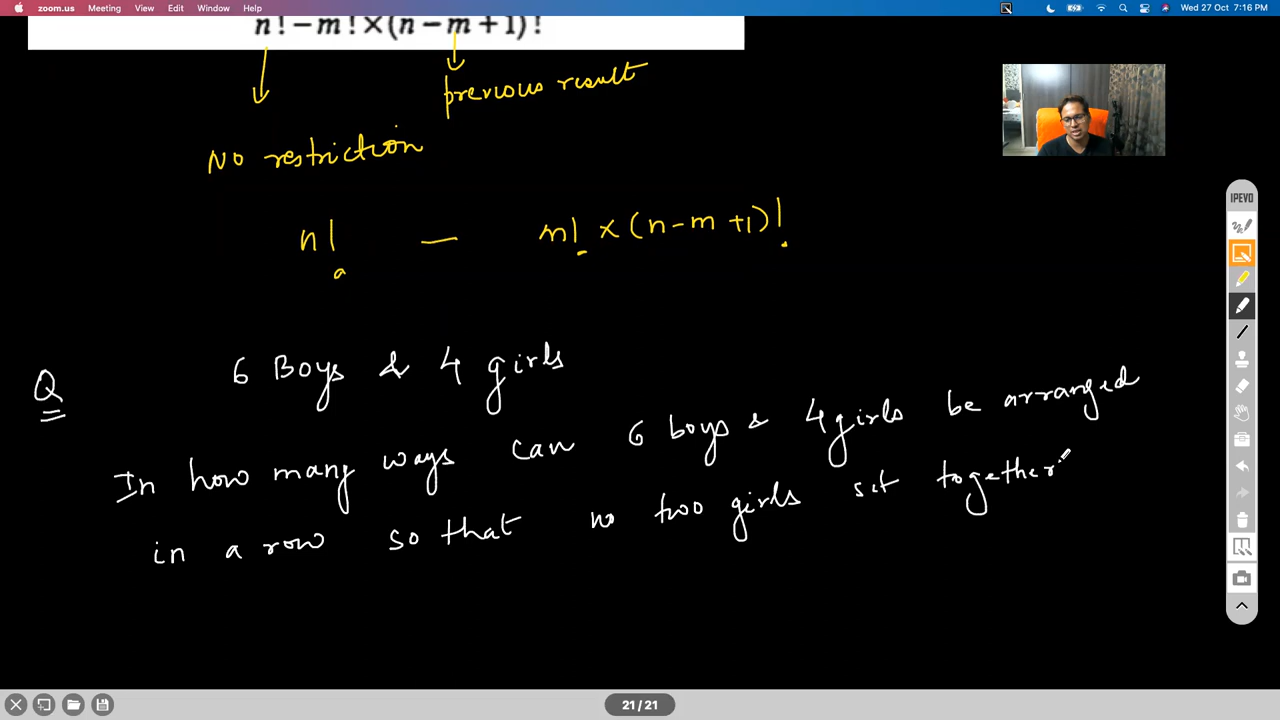 zoom.us Meeting View Edit Window Help Wed 27 Oct 7:16 PM
n!−m!×(n−m+1)!
previous result
No restriction
IPEVO
n! — m! × (n-m+1)!
Q 6 Boys & 4 girls
In how many ways can 6 boys & 4 girls be arranged
in a row so that no two girls sit together
21 / 21